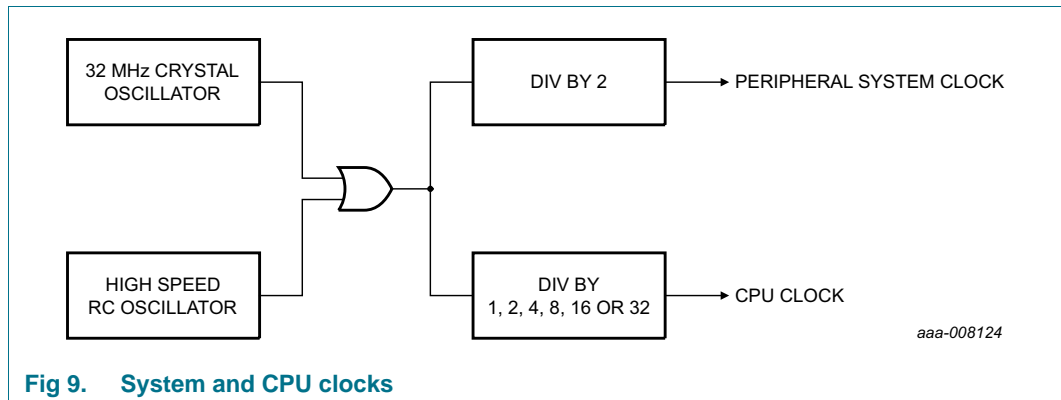 32 MHz CRYSTAL
OSCILLATOR
DIV BY 2
PERIPHERAL SYSTEM CLOCK
HIGH SPEED
RC OSCILLATOR
DIV BY
1, 2, 4, 8, 16 OR 32
CPU CLOCK
aaa-008124
Fig 9. System and CPU clocks